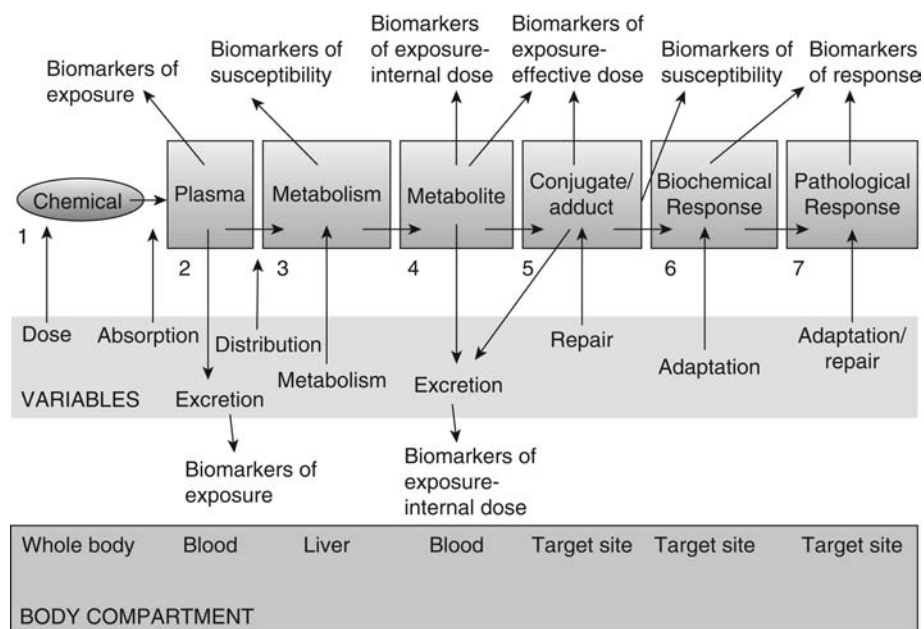 Biomarkers of
exposure
Biomarkers of
susceptibility
Biomarkers
of exposure-
internal dose
Biomarkers of
exposure-
effective dose
Biomarkers of
susceptibility
Biomarkers
of response
Chemical
Plasma
Metabolism
Metabolite
Conjugate/
adduct
Biochemical
Response
Pathological
Response
1
2
3
4
5
6
7
Dose
Absorption
Distribution
Metabolism
Repair
Adaptation
Adaptation/
repair
VARIABLES
Excretion
Excretion
Biomarkers of
exposure
Biomarkers of
exposure-
internal dose
Whole body
Blood
Liver
Blood
Target site
Target site
Target site
BODY COMPARTMENT